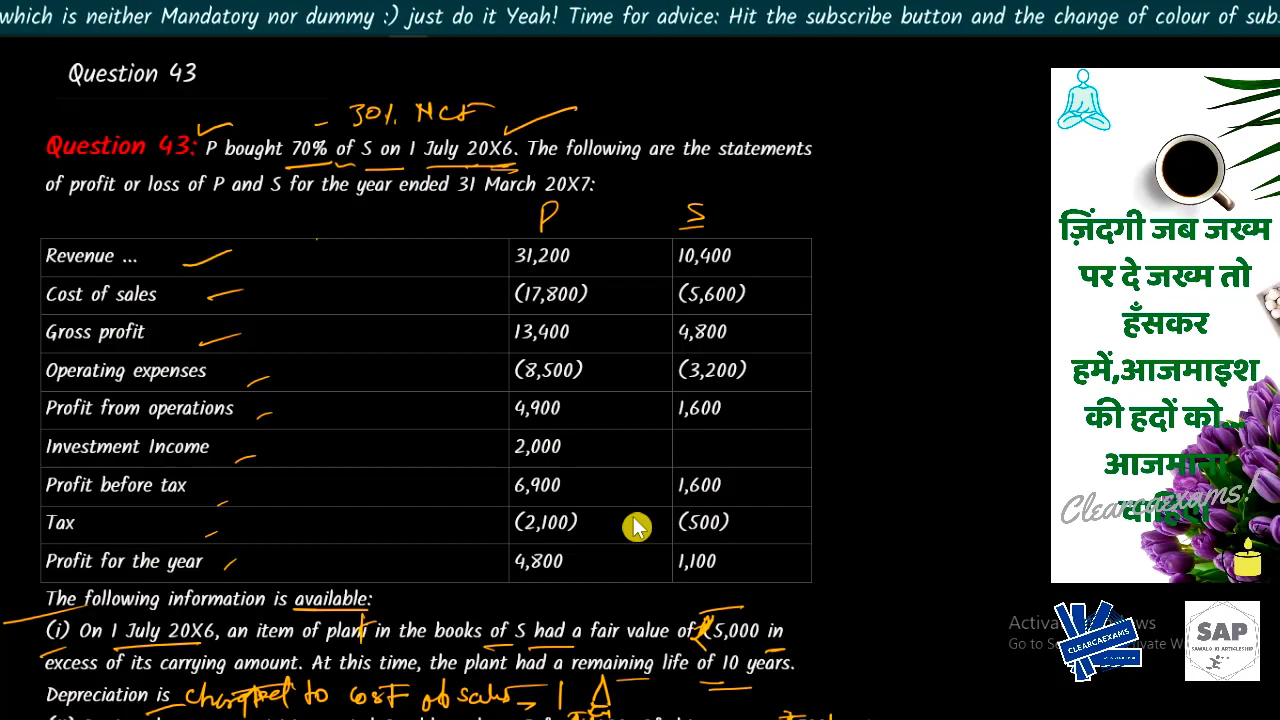 which is neither Mandatory nor dummy :) just do it Yeah! Time for advice: Hit the subscribe button and the change of colour of sub
Question 43
- 30% NCI
Question 43: P bought 70% of S on 1 July 20X6. The following are the statements
of profit or loss of P and S for the year ended 31 March 20X7:
P S
Revenue ... 31,200 10,400
Cost of sales (17,800) (5,600)
Gross profit 13,400 4,800
Operating expenses (8,500) (3,200)
Profit from operations 4,900 1,600
Investment Income 2,000
Profit before tax 6,900 1,600
Tax (2,100) (500)
Profit for the year 4,800 1,100
The following information is available:
(i) On 1 July 20X6, an item of plant in the books of S had a fair value of ₹5,000 in
excess of its carrying amount. At this time, the plant had a remaining life of 10 years.
Depreciation is charged to cost of sales
ज़िंदगी जब जख्म
पर दे जख्म तो
हँसकर
हमें,आजमाइश
की हदों को...
आजमाना
चाहिए।
Clearcaexams!
CLEARCAEXAMS
SAP
SAWALO KI ARTICLESHIP